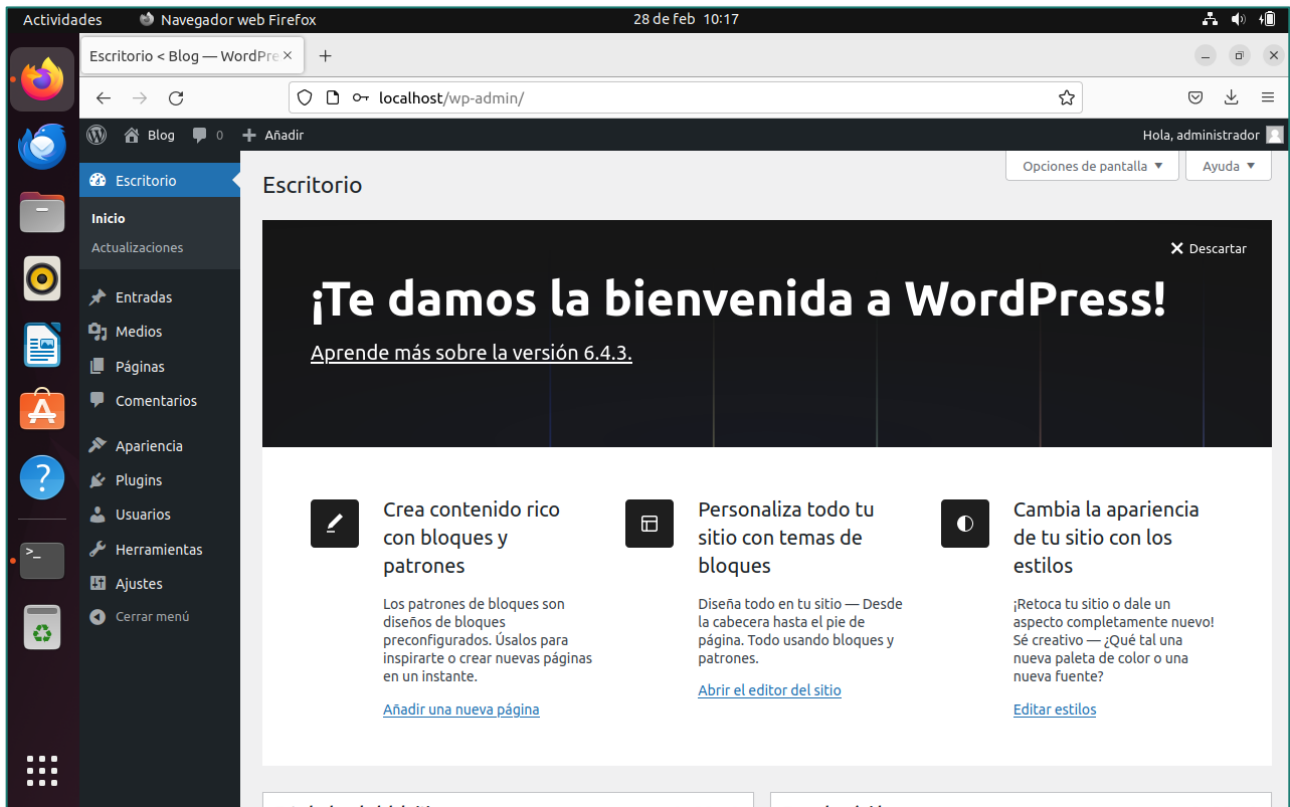 Actividades Navegador web Firefox 28 de feb 10:17
Escritorio < Blog — WordPre
localhost/wp-admin/
Blog 0 Añadir Hola, administrador
Opciones de pantalla Ayuda
Escritorio
Inicio
Actualizaciones
Entradas
Medios
Páginas
Comentarios
Apariencia
Plugins
Usuarios
Herramientas
Ajustes
Cerrar menú
Escritorio
Descartar
¡Te damos la bienvenida a WordPress!
Aprende más sobre la versión 6.4.3.
Crea contenido rico
con bloques y
patrones
Los patrones de bloques son
diseños de bloques
preconfigurados. Úsalos para
inspirarte o crear nuevas páginas
en un instante.
Añadir una nueva página
Personaliza todo tu
sitio con temas de
bloques
Diseña todo en tu sitio — Desde
la cabecera hasta el pie de
página. Todo usando bloques y
patrones.
Abrir el editor del sitio
Cambia la apariencia
de tu sitio con los
estilos
¡Retoca tu sitio o dale un
aspecto completamente nuevo!
Sé creativo — ¿Qué tal una
nueva paleta de color o una
nueva fuente?
Editar estilos